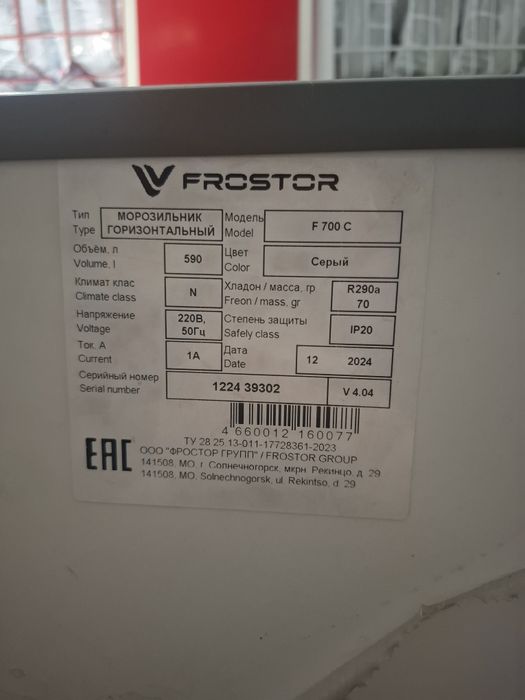 FROSTOR
Тип МОРОЗИЛЬНИК Модель F 700 C
Type ГОРИЗОНТАЛЬНЫЙ Model
Объём, л 590 Цвет Серый
Volume, l Color
Климат клас N Хладон / масса, гр R290a
Climate class Freon / mass, gr 70
Напряжение 220В, Степень защиты IP20
Voltage 50Гц Safely class
Ток. А 1А Дата 12 2024
Current Date
Серийный номер 1224 39302 V 4.04
Serial number
4 660012 160077
ТУ 28.25.13-011-17728361-2023
EAC ООО "ФРОСТОР ГРУПП" / FROSTOR GROUP
141508, МО, г. Солнечногорск, мкрн. Рекинцо, д. 29
141508, MO, Solnechnogorsk, ul. Rekintso, d. 29